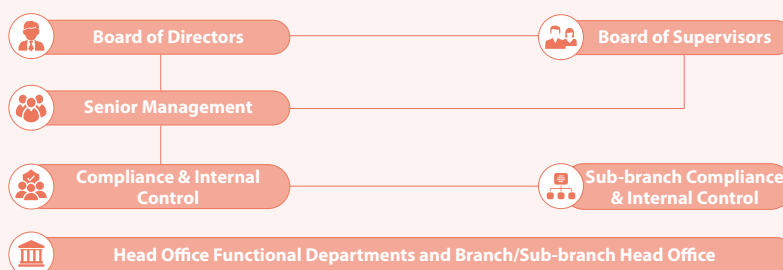 Board of Directors
Board of Supervisors
Senior Management
Compliance & Internal
Control
Sub-branch Compliance
& Internal Control
Head Office Functional Departments and Branch/Sub-branch Head Office